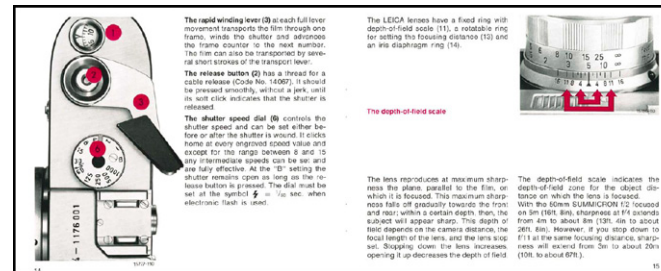 The rapid winding lever (3) at each full lever
movement transports the film through one
frame, winds the shutter and advances
the frame counter to the next number.
The film can also be transported by seve-
ral short strokes of the transport lever.
The release button (2) has a thread for a
cable release (Code No. 14067). It should
be pressed smoothly, without a jerk, until
its soft click indicates that the shutter is
released.
The shutter speed dial (6) controls the
shutter speed and can be set either be-
fore or after the shutter is wound. It clicks
home at every engraved speed value and
except for the range between 8 and 15
any intermediate speeds can be set and
are fully effective. At the "B" setting the
shutter remains open as long as the re-
lease button is pressed. The dial must be
set at the symbol = sec. when
electronic flash is used.
1176 001
The LEICA lenses have a fixed ring with
depth-of-field scale (11), a rotatable ring
for setting the focusing distance (13) and
an iris diaphragm ring (14).
The depth-of-field scale
The lens reproduces at maximum sharp-
ness the plane, parallel to the film, on
which it is focused. This maximum sharp-
ness falls off gradually towards the front
and rear; within a certain depth, then, the
subject will appear sharp. This depth of
field depends on the camera distance, the
focal length of the lens, and the lens stop
set. Stopping down the lens increases,
opening it up decreases the depth of field.
The depth-of-field scale indicates the
depth-of-field zone for the object dis-
tance on which the lens is focused.
With the 50mm SUMMICRON f/2 focused
on 5m (16ft. 8in), sharpness at f/4 extends
from 4m to about 8m (13ft. 4in to about
26ft. 8in). However, if you stop down to
f/11 at the same focusing distance, sharp-
ness will extend from 3m to about 20m
(10ft. to about 67ft.).
15